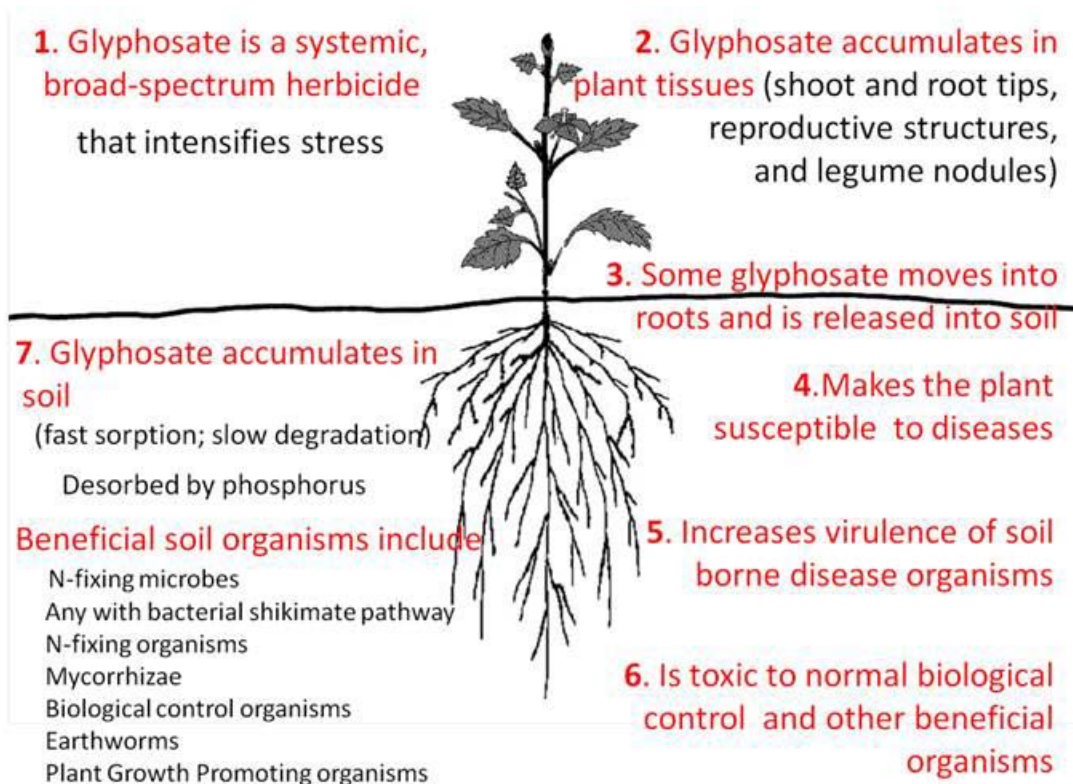 1. Glyphosate is a systemic,
broad-spectrum herbicide
that intensifies stress
2. Glyphosate accumulates in
plant tissues (shoot and root tips,
reproductive structures,
and legume nodules)
3. Some glyphosate moves into
roots and is released into soil
4.Makes the plant
susceptible to diseases
5. Increases virulence of soil
borne disease organisms
6. Is toxic to normal biological
control and other beneficial
organisms
7. Glyphosate accumulates in
soil
(fast sorption; slow degradation)
Desorbed by phosphorus
Beneficial soil organisms include
N-fixing microbes
Any with bacterial shikimate pathway
N-fixing organisms
Mycorrhizae
Biological control organisms
Earthworms
Plant Growth Promoting organisms